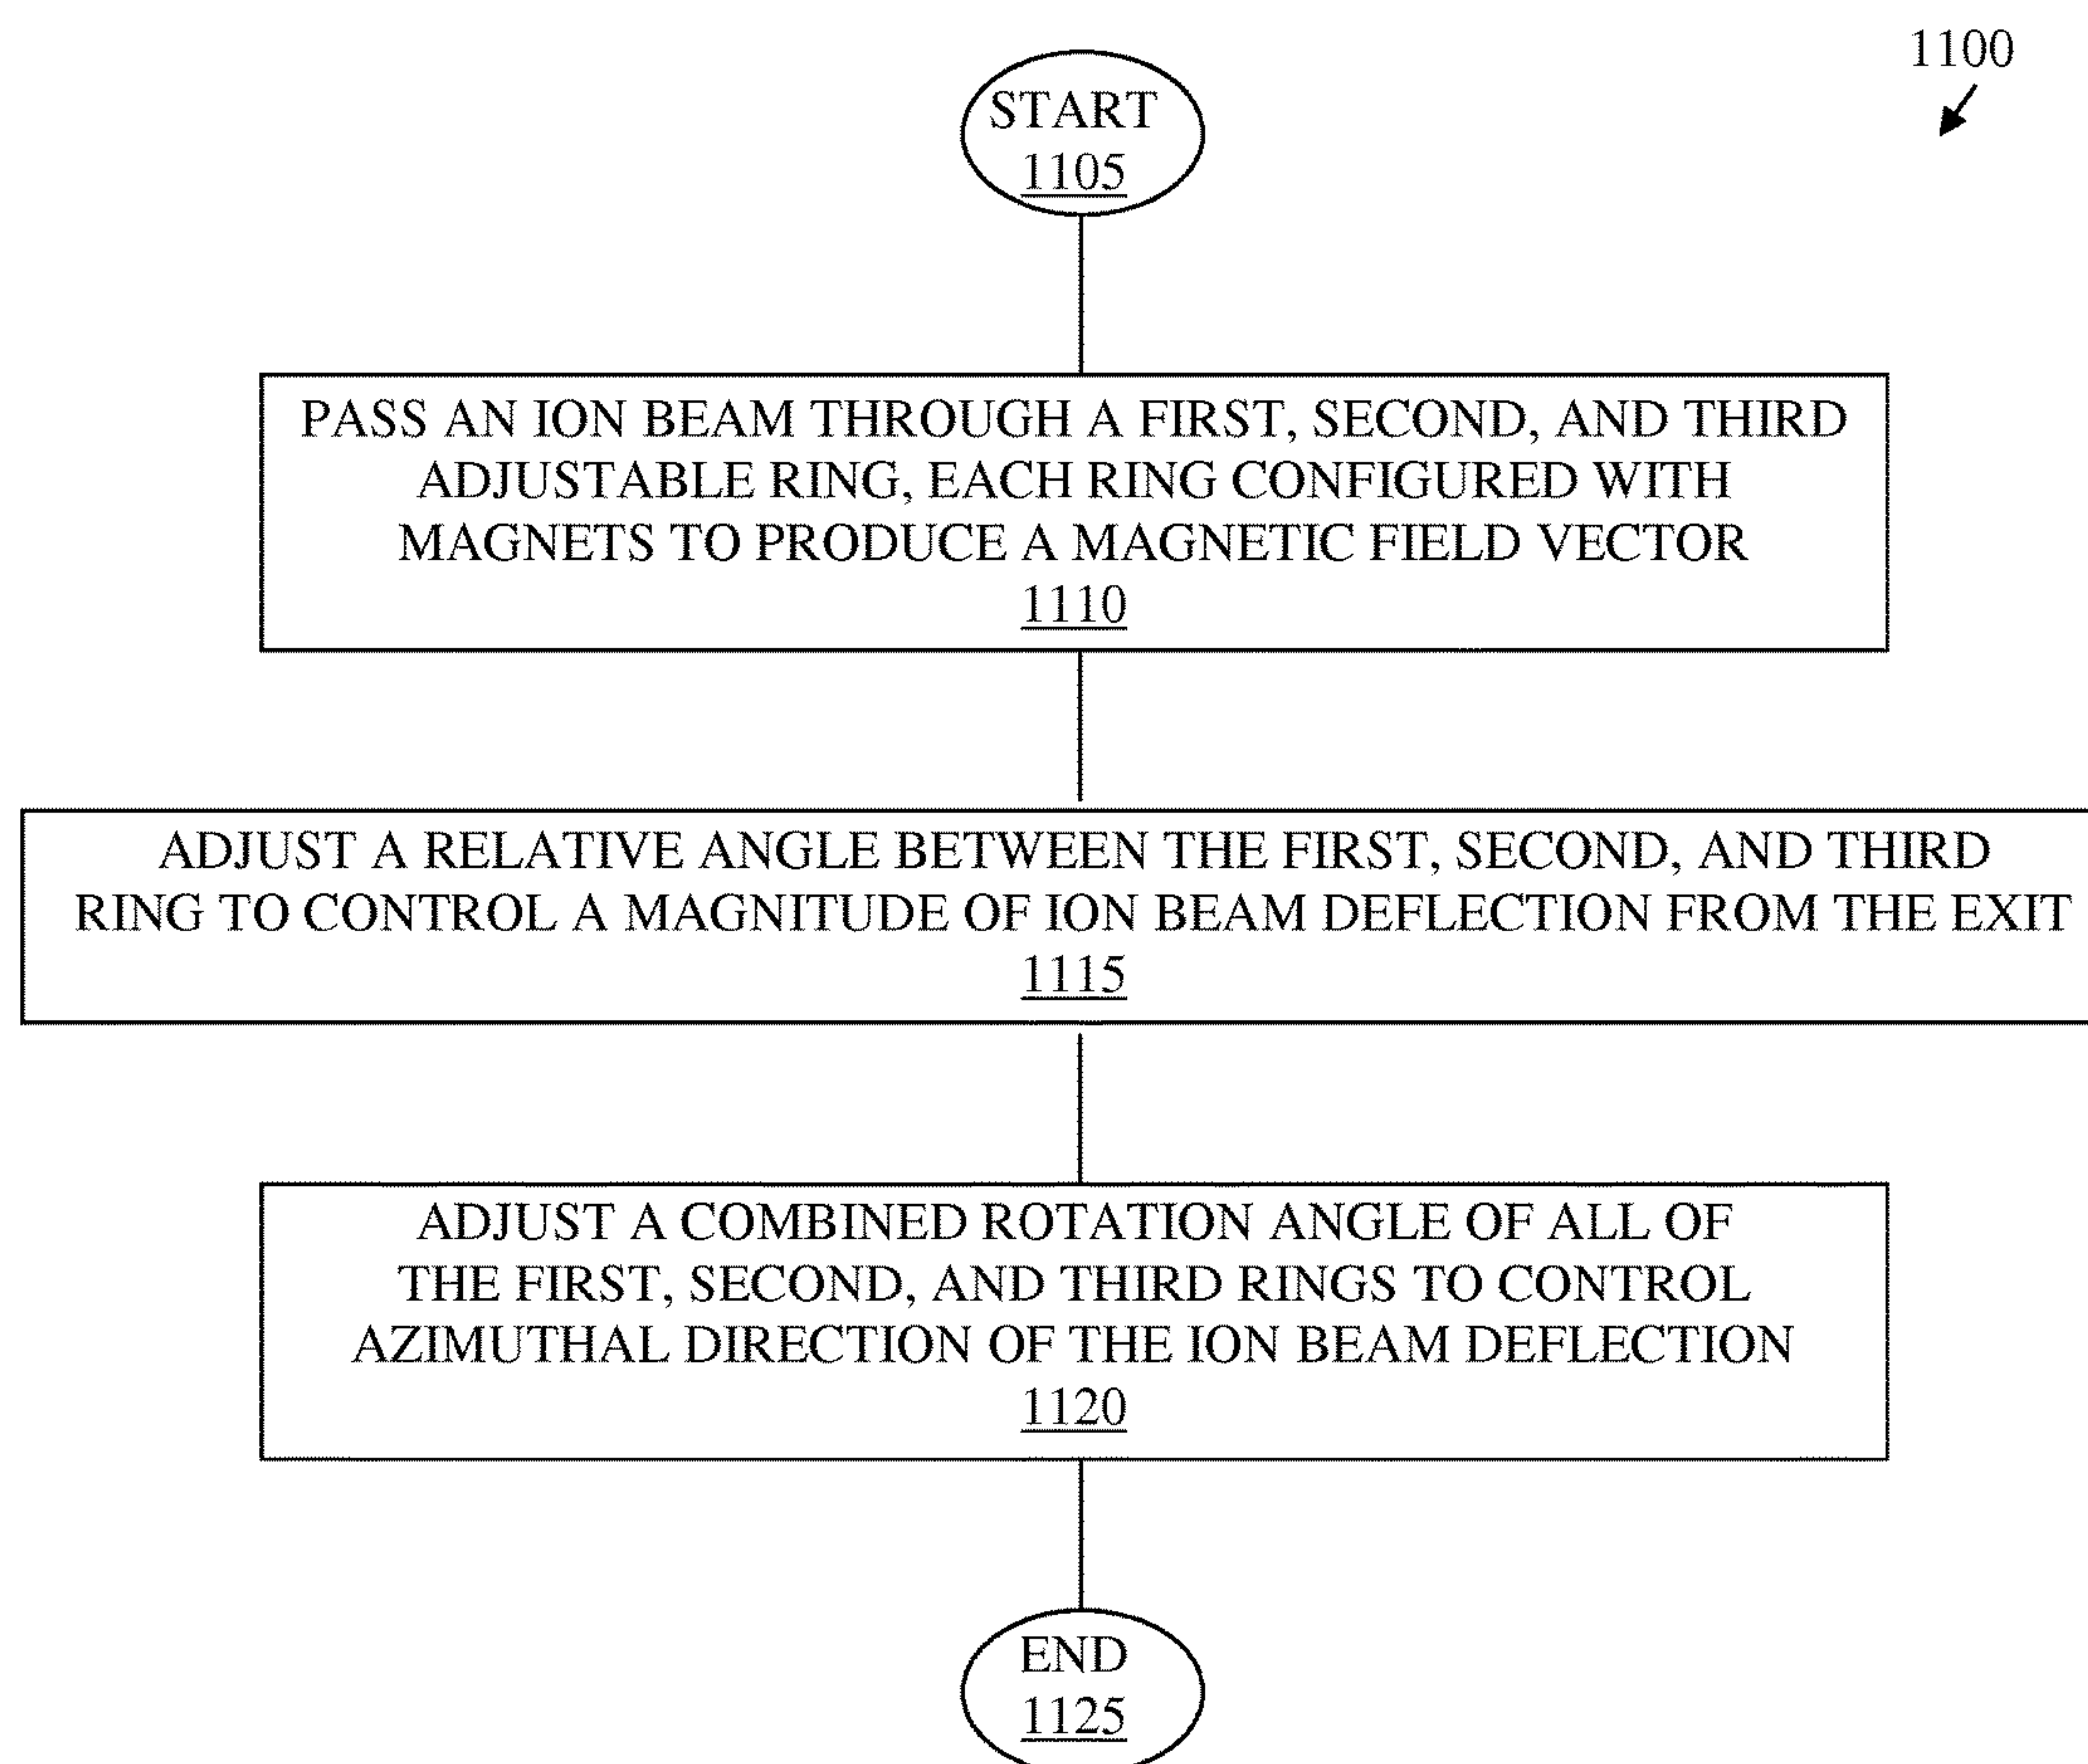 1100
START
1105
PASS AN ION BEAM THROUGH A FIRST, SECOND, AND THIRD
ADJUSTABLE RING, EACH RING CONFIGURED WITH
MAGNETS TO PRODUCE A MAGNETIC FIELD VECTOR
1110
ADJUST A RELATIVE ANGLE BETWEEN THE FIRST, SECOND, AND THIRD
RING TO CONTROL A MAGNITUDE OF ION BEAM DEFLECTION FROM THE EXIT
1115
ADJUST A COMBINED ROTATION ANGLE OF ALL OF
THE FIRST, SECOND, AND THIRD RINGS TO CONTROL
AZIMUTHAL DIRECTION OF THE ION BEAM DEFLECTION
1120
END
1125